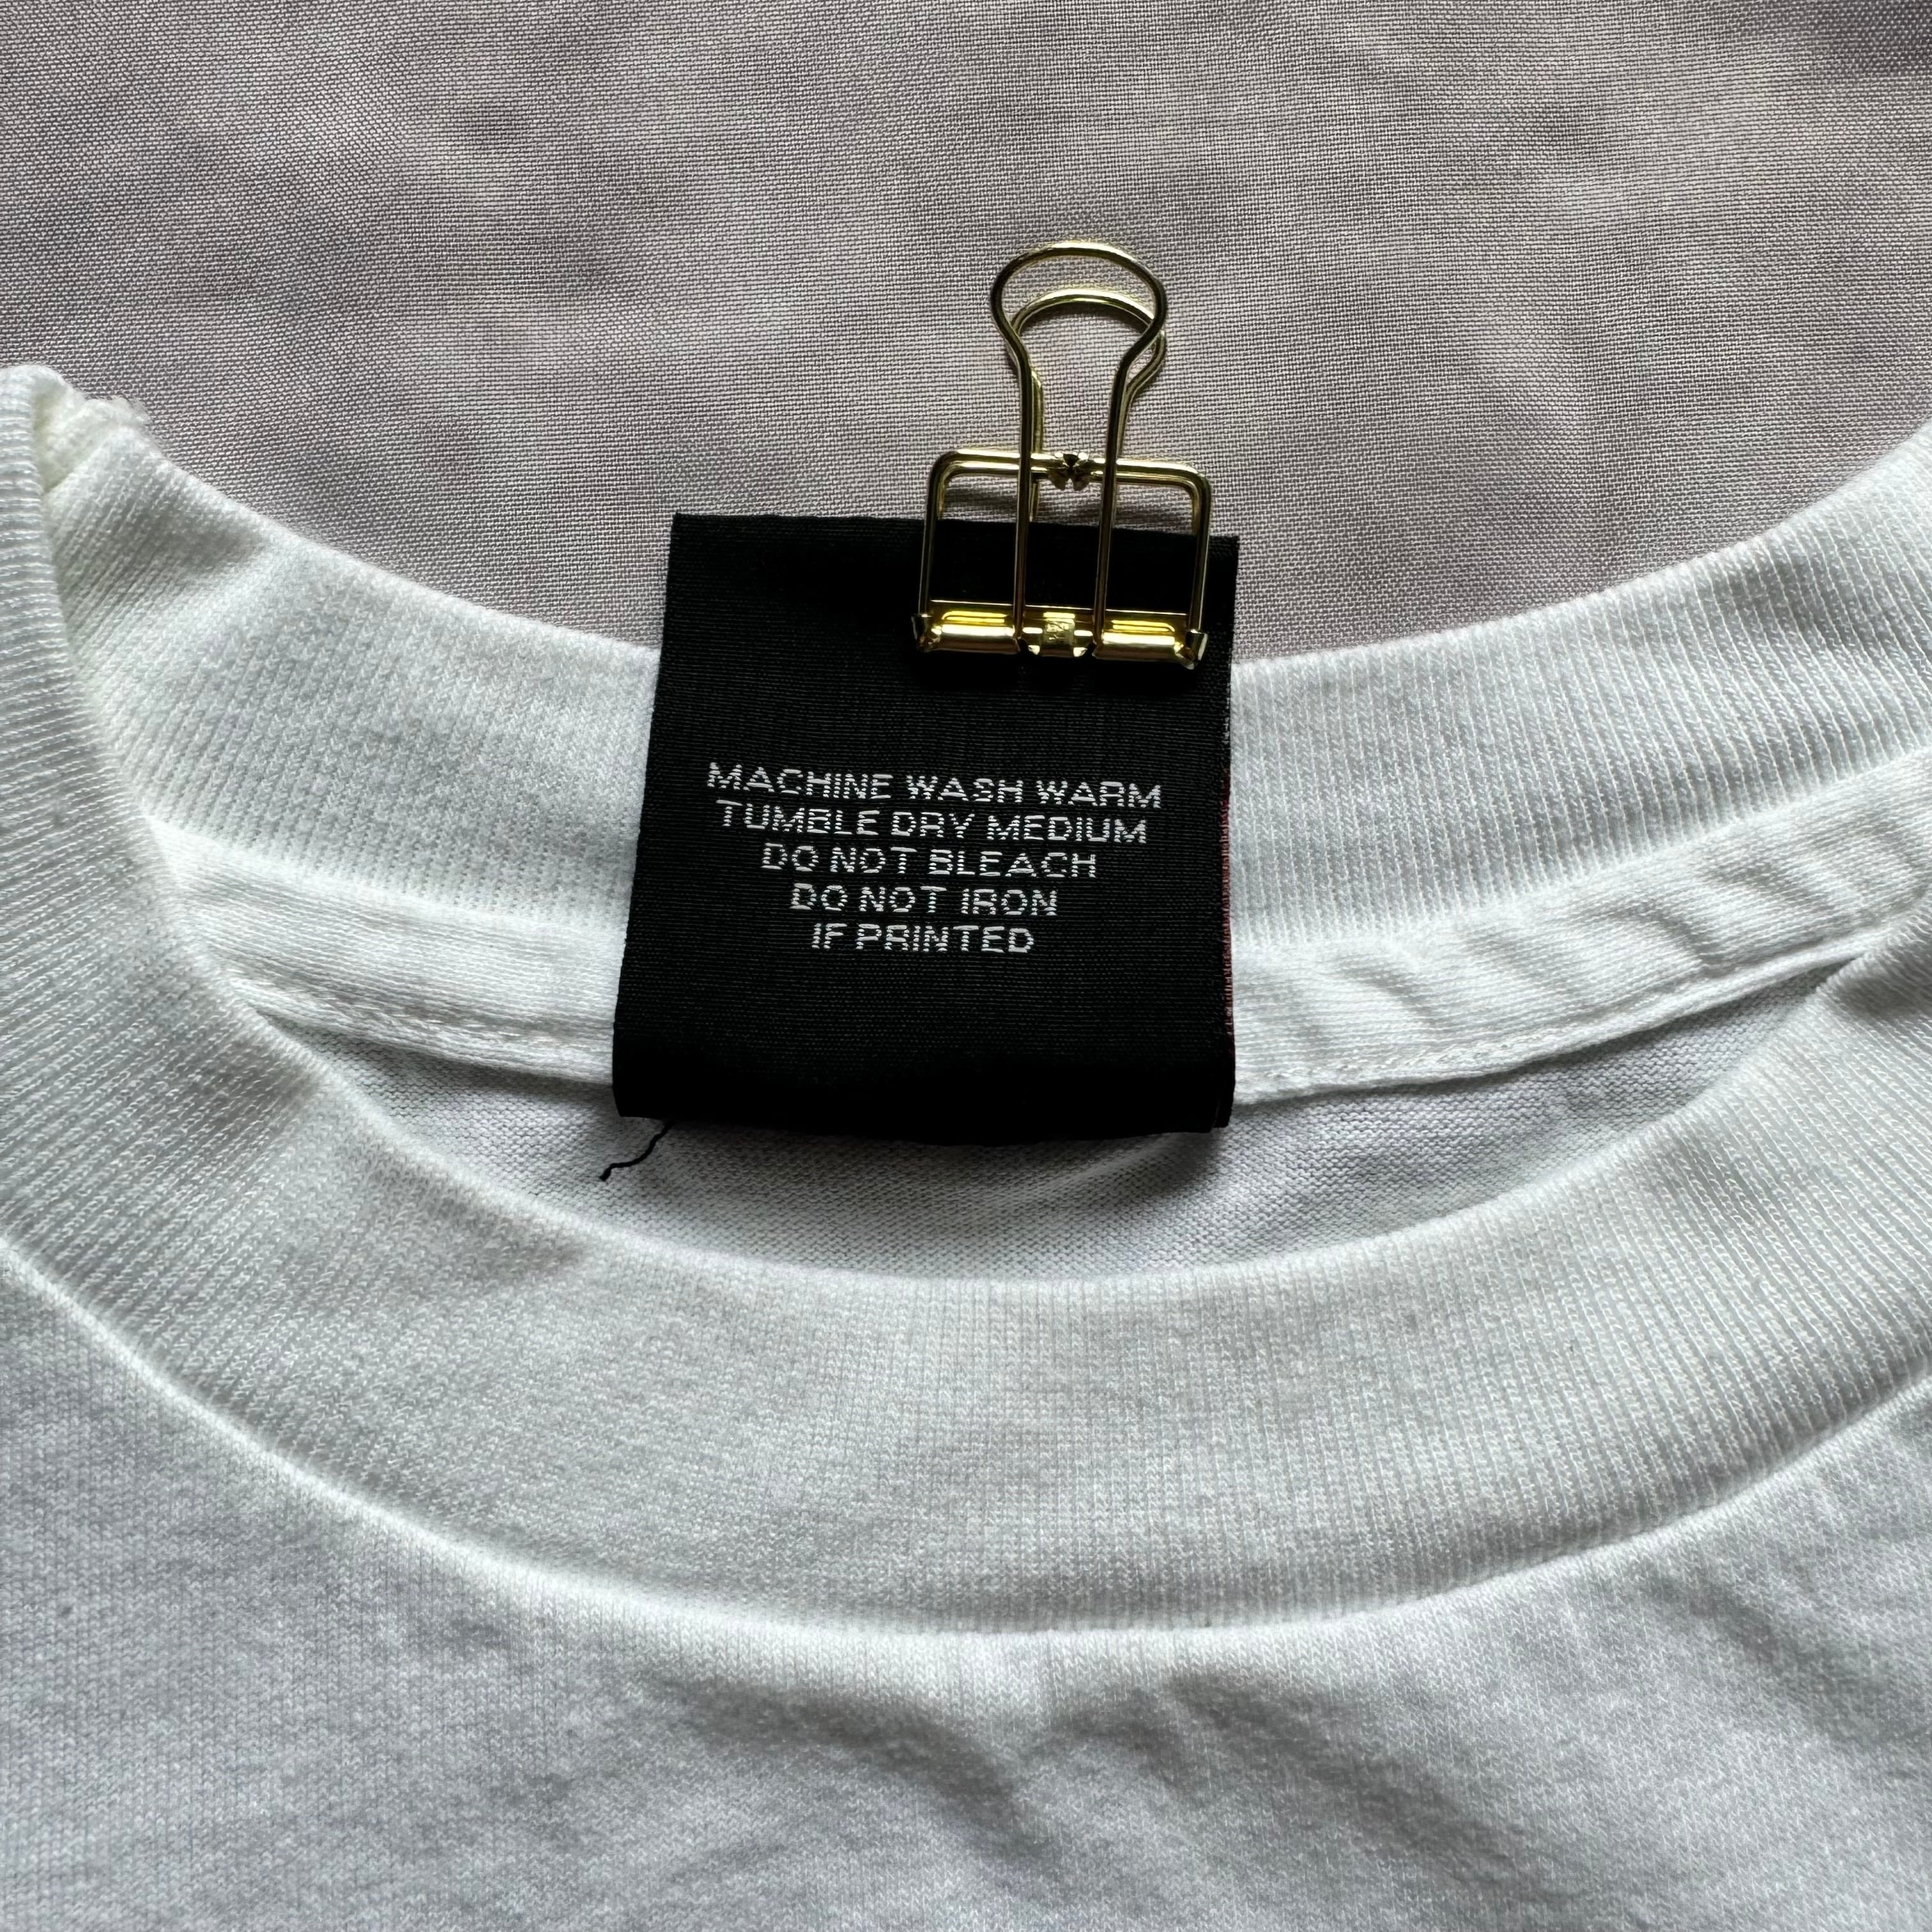 MACHINE WASH WARM
TUMBLE DRY MEDIUM
DO NOT BLEACH
DO NOT IRON
IF PRINTED